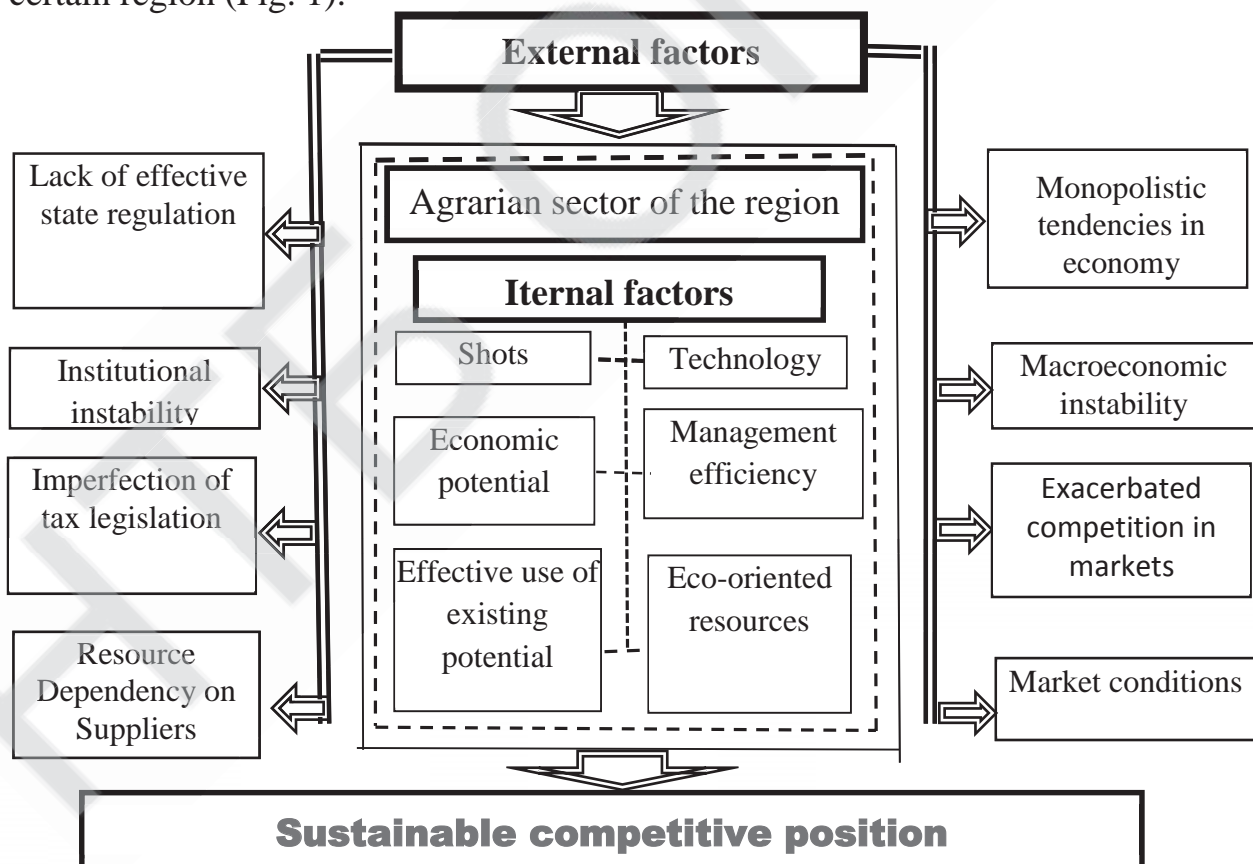 certain region (Fig. 1).
External factors
Lack of effective
state regulation
Institutional
instability
Imperfection of
tax legislation
Resource
Dependency on
Suppliers
Agrarian sector of the region
Iternal factors
Shots
Technology
Economic
potential
Management
efficiency
Effective use of
existing
potential
Eco-oriented
resources
Monopolistic
tendencies in
economy
Macroeconomic
instability
Exacerbated
competition in
markets
Market conditions
Sustainable competitive position